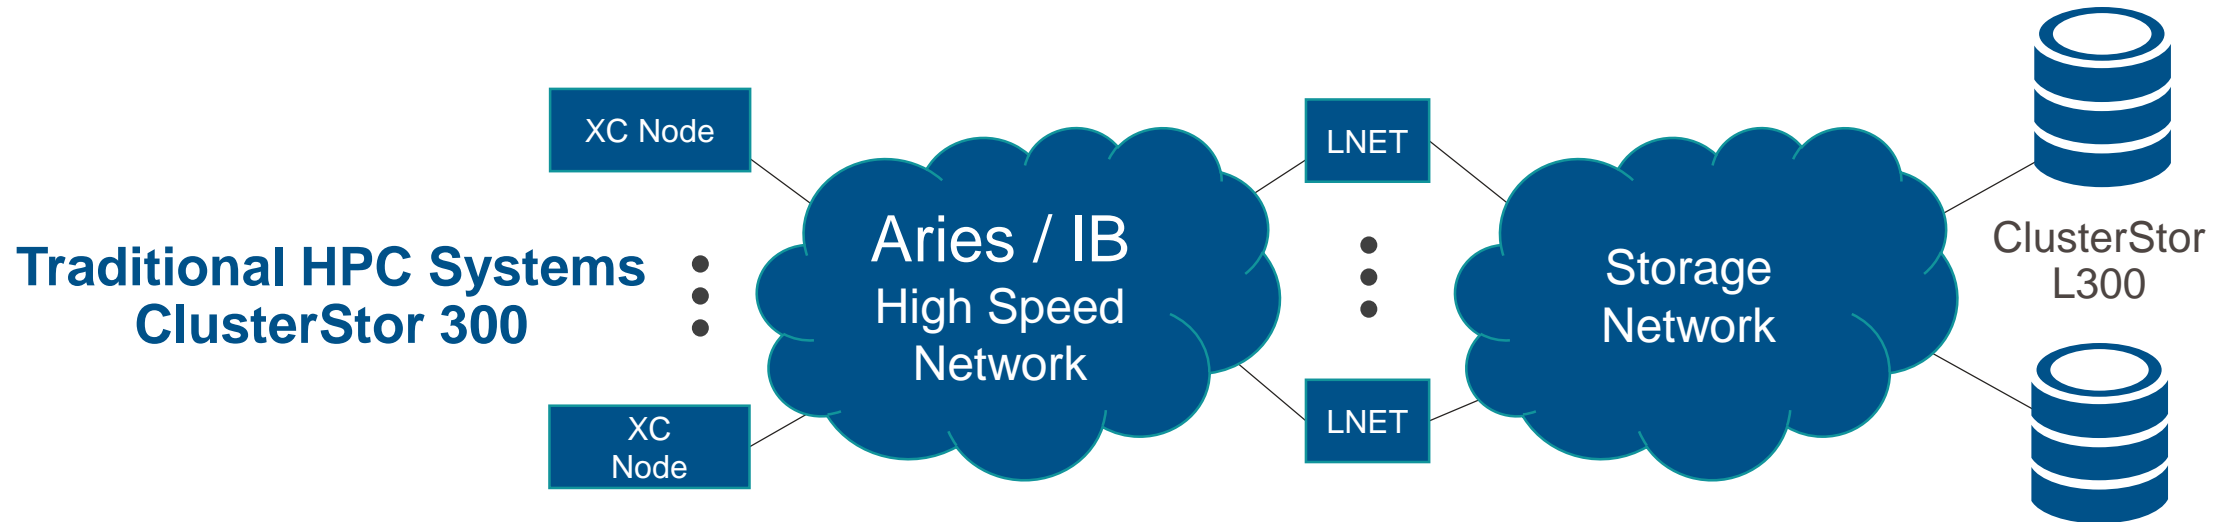 Traditional HPC Systems
ClusterStor 300
XC Node
XC
Node
Aries / IB
High Speed
Network
LNET
LNET
Storage
Network
ClusterStor
L300